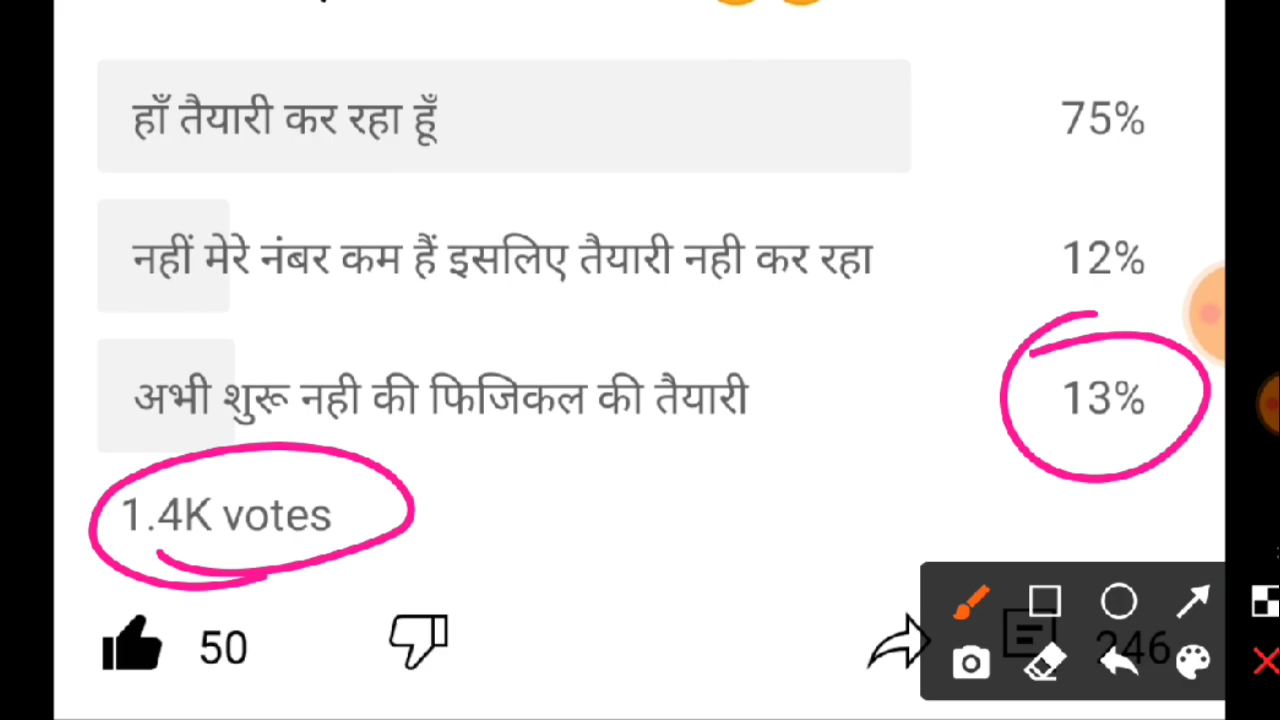 हाँ तैयारी कर रहा हूँ 75%
नहीं मेरे नंबर कम हैं इसलिए तैयारी नही कर रहा 12%
अभी शुरू नही की फिजिकल की तैयारी 13%
1.4K votes
50 246